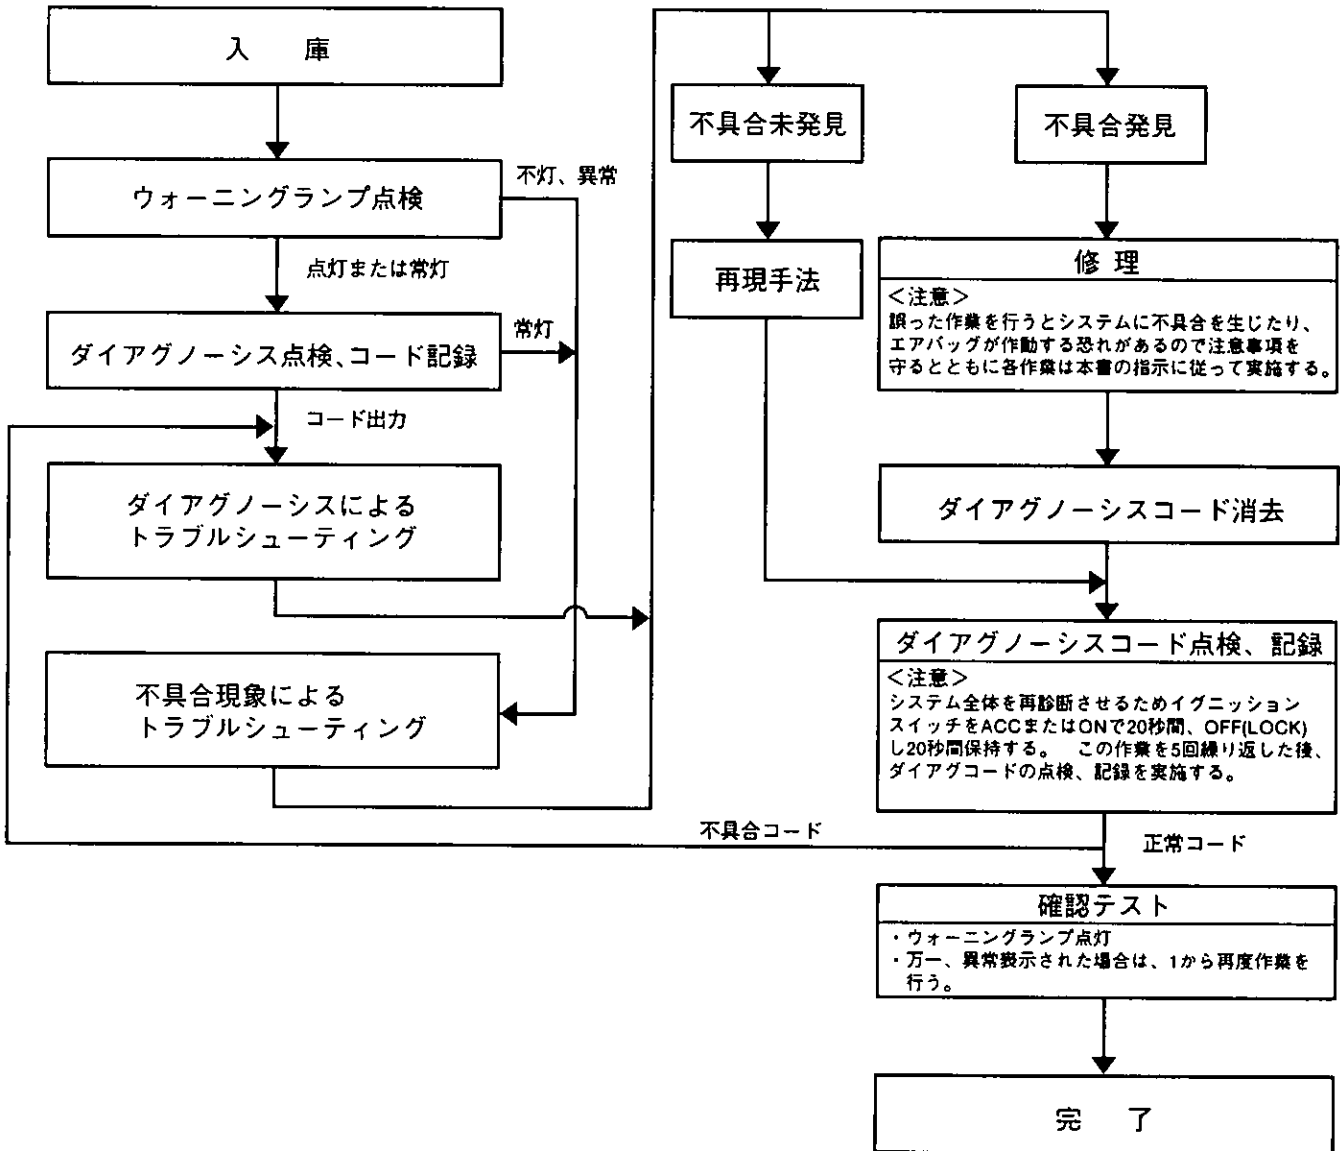 入 庫
ウォーニングランプ点検
不灯、異常
点灯または常灯
ダイアグノーシス点検、コード記録
常灯
コード出力
ダイアグノーシスによる
トラブルシューティング
不具合現象による
トラブルシューティング
不具合未発見
再現手法
不具合発見
修 理
<注意>
誤った作業を行うとシステムに不具合を生じたり、
エアバッグが作動する恐れがあるので注意事項を
守るとともに各作業は本書の指示に従って実施する。
ダイアグノーシスコード消去
ダイアグノーシスコード点検、記録
<注意>
システム全体を再診断させるためイグニッション
スイッチをACCまたはONで20秒間、OFF(LOCK)
し20秒間保持する。 この作業を5回繰り返した後、
ダイアグコードの点検、記録を実施する。
不具合コード
正常コード
確認テスト
・ウォーニングランプ点灯
・万一、異常表示された場合は、1から再度作業を
行う。
完 了